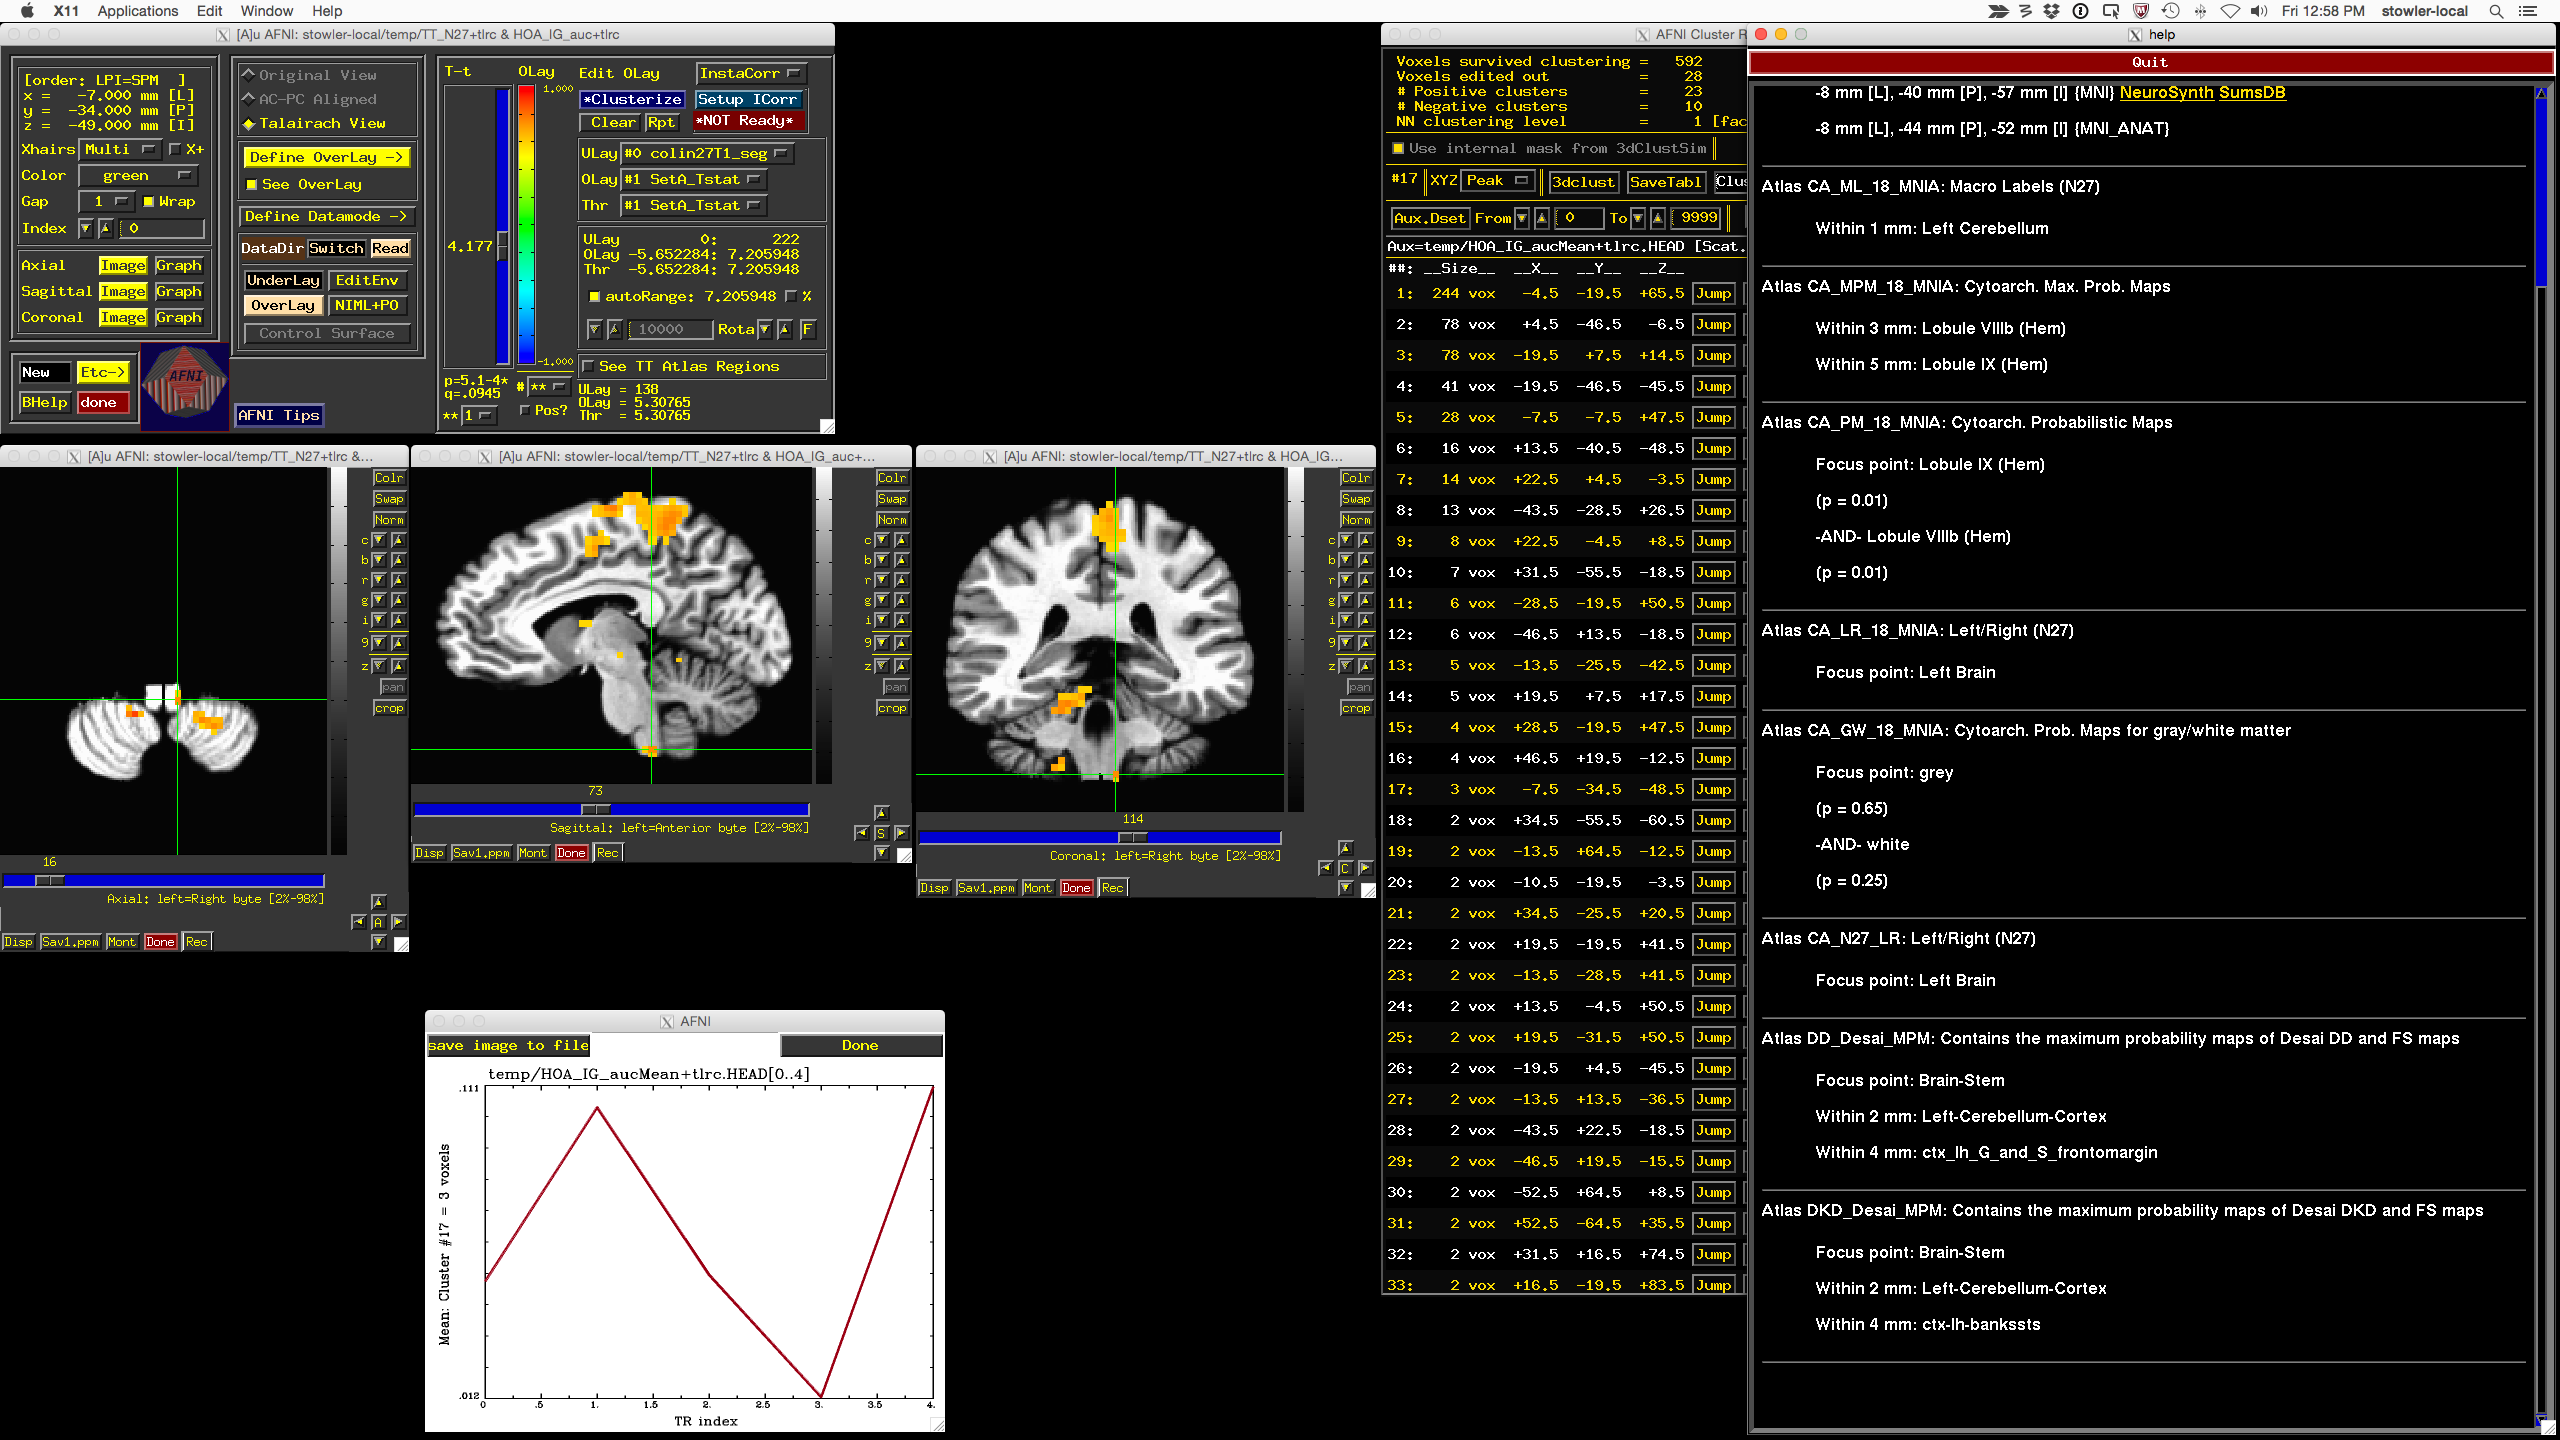 X11 Applications Edit Window Help
Fri 12:58 PM stowler-local
[A]u AFNI: stowler-local/temp/TT_N27+tlrc & HOA_IG_auc+tlrc
[order: LPI=SPM ]
x = -7.000 mm [L]
y = -34.000 mm [P]
z = -49.000 mm [I]
Xhairs Multi X+
Color green
Gap 1 Wrap
Index 0
Axial Image Graph
Sagittal Image Graph
Coronal Image Graph
New Etc->
BHelp done
AFNI
Original View
AC-PC Aligned
Talairach View
Define OverLay ->
See OverLay
Define Datamode ->
DataDir Switch Read
UnderLay EditEnv
OverLay NIML+PO
Control Surface
AFNI Tips
T-t OLay
1.000
4.177
-1.000
p=5.1-4*
q=.0945
** 1
# **
Pos?
Edit OLay InstaCorr
*Clusterize Setup ICorr
Clear Rpt *NOT Ready*
ULay #0 colin27T1_seg
OLay #1 SetA_Tstat
Thr #1 SetA_Tstat
ULay 0: 222
OLay -5.652284: 7.205948
Thr -5.652284: 7.205948
autoRange: 7.205948 %
10000 Rota F
See TT Atlas Regions
ULay = 138
OLay = 5.30765
Thr = 5.30765
[A]u AFNI: stowler-local/temp/TT_N27+tlrc &...
Colr
Swap
Norm
c
b
r
g
i
9
z
pan
crop
16
Axial: left=Right byte [2%-98%]
A
Disp Sav1.ppm Mont Done Rec
[A]u AFNI: stowler-local/temp/TT_N27+tlrc & HOA_IG_auc+...
Colr
Swap
Norm
c
b
r
g
i
9
z
pan
crop
73
Sagittal: left=Anterior byte [2%-98%]
S
Disp Sav1.ppm Mont Done Rec
[A]u AFNI: stowler-local/temp/TT_N27+tlrc & HOA_IG...
Colr
Swap
Norm
c
b
r
g
i
9
z
pan
crop
114
Coronal: left=Right byte [2%-98%]
C
Disp Sav1.ppm Mont Done Rec
AFNI
save image to file Done
temp/HOA_IG_aucMean+tlrc.HEAD[0..4]
.111
Mean: Cluster #17 = 3 voxels
.012
0 .5 1. 1.5 2. 2.5 3. 3.5 4.
TR index
AFNI Cluster R
Voxels survived clustering = 592
Voxels edited out = 28
# Positive clusters = 23
# Negative clusters = 10
NN clustering level = 1 [fac
Use internal mask from 3dClustSim
#17 XYZ Peak 3dclust SaveTabl Clus
Aux.Dset From 0 To 9999
Aux=temp/HOA_IG_aucMean+tlrc.HEAD [Scat.
##: __Size__ __X__ __Y__ __Z__
1: 244 vox -4.5 -19.5 +65.5 Jump
2: 78 vox +4.5 -46.5 -6.5 Jump
3: 78 vox -19.5 +7.5 +14.5 Jump
4: 41 vox -19.5 -46.5 -45.5 Jump
5: 28 vox -7.5 -7.5 +47.5 Jump
6: 16 vox +13.5 -40.5 -48.5 Jump
7: 14 vox +22.5 +4.5 -3.5 Jump
8: 13 vox -43.5 -28.5 +26.5 Jump
9: 8 vox +22.5 -4.5 +8.5 Jump
10: 7 vox +31.5 -55.5 -18.5 Jump
11: 6 vox -28.5 -19.5 +50.5 Jump
12: 6 vox -46.5 +13.5 -18.5 Jump
13: 5 vox -13.5 -25.5 -42.5 Jump
14: 5 vox +19.5 +7.5 +17.5 Jump
15: 4 vox +28.5 -19.5 +47.5 Jump
16: 4 vox +46.5 +19.5 -12.5 Jump
17: 3 vox -7.5 -34.5 -48.5 Jump
18: 2 vox +34.5 -55.5 -60.5 Jump
19: 2 vox -13.5 +64.5 -12.5 Jump
20: 2 vox -10.5 -19.5 -3.5 Jump
21: 2 vox +34.5 -25.5 +20.5 Jump
22: 2 vox +19.5 -19.5 +41.5 Jump
23: 2 vox -13.5 -28.5 +41.5 Jump
24: 2 vox +13.5 -4.5 +50.5 Jump
25: 2 vox +19.5 -31.5 +50.5 Jump
26: 2 vox -19.5 +4.5 -45.5 Jump
27: 2 vox -13.5 +13.5 -36.5 Jump
28: 2 vox -43.5 +22.5 -18.5 Jump
29: 2 vox -46.5 +19.5 -15.5 Jump
30: 2 vox -52.5 +64.5 +8.5 Jump
31: 2 vox +52.5 -64.5 +35.5 Jump
32: 2 vox +31.5 +16.5 +74.5 Jump
33: 2 vox +16.5 -19.5 +83.5 Jump
help
Quit
-8 mm [L], -40 mm [P], -57 mm [I] {MNI} NeuroSynth SumsDB
-8 mm [L], -44 mm [P], -52 mm [I] {MNI_ANAT}
Atlas CA_ML_18_MNIA: Macro Labels (N27)
Within 1 mm: Left Cerebellum
Atlas CA_MPM_18_MNIA: Cytoarch. Max. Prob. Maps
Within 3 mm: Lobule VIIIb (Hem)
Within 5 mm: Lobule IX (Hem)
Atlas CA_PM_18_MNIA: Cytoarch. Probabilistic Maps
Focus point: Lobule IX (Hem)
(p = 0.01)
-AND- Lobule VIIIb (Hem)
(p = 0.01)
Atlas CA_LR_18_MNIA: Left/Right (N27)
Focus point: Left Brain
Atlas CA_GW_18_MNIA: Cytoarch. Prob. Maps for gray/white matter
Focus point: grey
(p = 0.65)
-AND- white
(p = 0.25)
Atlas CA_N27_LR: Left/Right (N27)
Focus point: Left Brain
Atlas DD_Desai_MPM: Contains the maximum probability maps of Desai DD and FS maps
Focus point: Brain-Stem
Within 2 mm: Left-Cerebellum-Cortex
Within 4 mm: ctx_lh_G_and_S_frontomargin
Atlas DKD_Desai_MPM: Contains the maximum probability maps of Desai DKD and FS maps
Focus point: Brain-Stem
Within 2 mm: Left-Cerebellum-Cortex
Within 4 mm: ctx-lh-bankssts